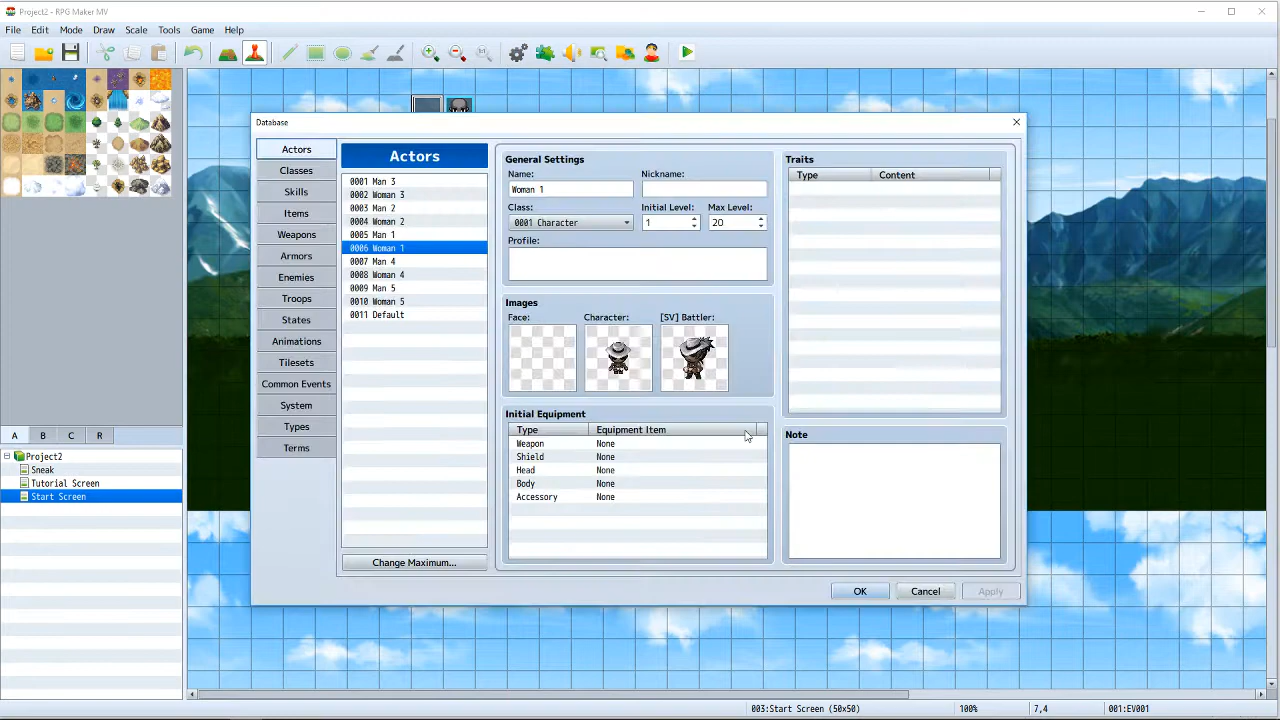 Project2 - RPG Maker MV
File Edit Mode Draw Scale Tools Game Help
Database
Actors
Classes
Skills
Items
Weapons
Armors
Enemies
Troops
States
Animations
Tilesets
Common Events
System
Types
Terms
Actors
0001 Man 3
0002 Woman 3
0003 Man 2
0004 Woman 2
0005 Man 1
0006 Woman 1
0007 Man 4
0008 Woman 4
0009 Man 5
0010 Woman 5
0011 Default
Change Maximum...
General Settings
Name: Nickname:
Woman 1
Class: Initial Level: Max Level:
0001 Character 1 20
Profile:
Images
Face: Character: [SV] Battler:
Initial Equipment
Type Equipment Item
Weapon None
Shield None
Head None
Body None
Accessory None
Traits
Type Content
Note
OK Cancel Apply
A B C R
Project2
Sneak
Tutorial Screen
Start Screen
003:Start Screen (50x50) 100% 7,4 001:EV001